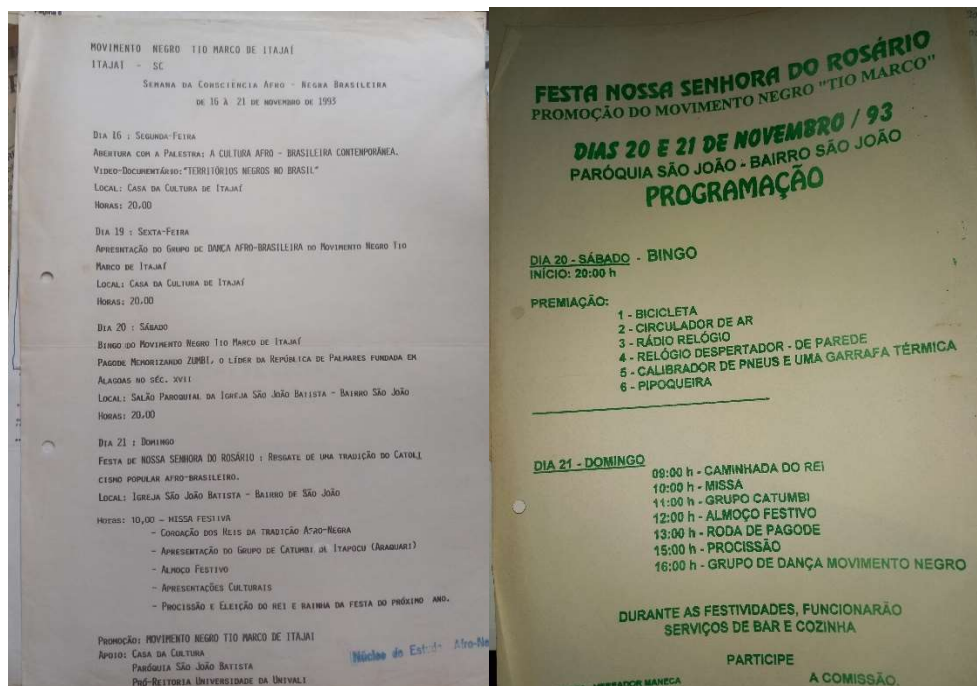 MOVIMENTO NEGRO TIO MARCO DE ITAJAÍ
ITAJAI - SC
SEMANA DA CONSCIÊNCIA AFRO - NEGRA BRASILEIRA
DE 16 À 21 DE NOVEMBRO DE 1993
DIA 16 : SEGUNDA-FEIRA
ABERTURA COM A PALESTRA: A CULTURA AFRO - BRASILEIRA CONTEMPORÂNEA.
VIDEO-DOCUMENTÁRIO: "TERRITÓRIOS NEGROS NO BRASIL"
LOCAL: CASA DA CULTURA DE ITAJAÍ
HORAS: 20,00
DIA 19 : SEXTA-FEIRA
APRESNTAÇÃO DO GRUPO DE DANÇA AFRO-BRASILEIRA DO MOVIMENTO NEGRO TIO
MARCO DE ITAJAÍ
LOCAL: CASA DA CULTURA DE ITAJAÍ
HORAS: 20,00
DIA 20 : SÁBADO
BINGO DO MOVIMENTO NEGRO TIO MARCO DE ITAJAÍ
PAGODE MEMORIZANDO ZUMBI, O LÍDER DA REPÚBLICA DE PALMARES FUNDADA EM
ALAGOAS NO SÉC. XVII
LOCAL: SALÃO PAROQUIAL DA IGREJA SÃO JOÃO BATISTA - BAIRRO SÃO JOÃO
HORAS: 20,00
DIA 21 : DOMINGO
FESTA DE NOSSA SENHORA DO ROSÁRIO : RESGATE DE UMA TRADIÇÃO DO CATOLI
CISMO POPULAR AFRO-BRASILEIRO.
LOCAL: IGREJA SÃO JOÃO BATISTA - BAIRRO DE SÃO JOÃO
HORAS: 10,00 - MISSA FESTIVA
- COROAÇÃO DOS REIS DA TRADIÇÃO AFRO-NEGRA
- APRESENTAÇÃO DO GRUPO DE CATUMBI DE ITAPOCU (ARAQUARI)
- ALMOÇO FESTIVO
- APRESENTAÇÕES CULTURAIS
- PROCISSÃO E ELEIÇÃO DO REI E RAINHA DA FESTA DO PRÓXIMO ANO.
PROMOÇÃO: MOVIMENTO NEGRO TIO MARCO DE ITAJAI
APOIO: CASA DA CULTURA
PARÓQUIA SÃO JOÃO BATISTA
PRÓ-REITORIA UNIVERSIDADE DA UNIVALI
Núcleo de Estudo Afro-Ne
FESTA NOSSA SENHORA DO ROSÁRIO
PROMOÇÃO DO MOVIMENTO NEGRO "TIO MARCO"
DIAS 20 E 21 DE NOVEMBRO / 93
PARÓQUIA SÃO JOÃO - BAIRRO SÃO JOÃO
PROGRAMAÇÃO
DIA 20 - SÁBADO - BINGO
INÍCIO: 20:00 h
PREMIAÇÃO:
1 - BICICLETA
2 - CIRCULADOR DE AR
3 - RÁDIO RELÓGIO
4 - RELÓGIO DESPERTADOR - DE PAREDE
5 - CALIBRADOR DE PNEUS E UMA GARRAFA TÉRMICA
6 - PIPOQUEIRA
DIA 21 - DOMINGO
09:00 h - CAMINHADA DO REI
10:00 h - MISSA
11:00 h - GRUPO CATUMBI
12:00 h - ALMOÇO FESTIVO
13:00 h - RODA DE PAGODE
15:00 h - PROCISSÃO
16:00 h - GRUPO DE DANÇA MOVIMENTO NEGRO
DURANTE AS FESTIVIDADES, FUNCIONARÃO
SERVIÇOS DE BAR E COZINHA
PARTICIPE
A COMISSÃO.
MANECA